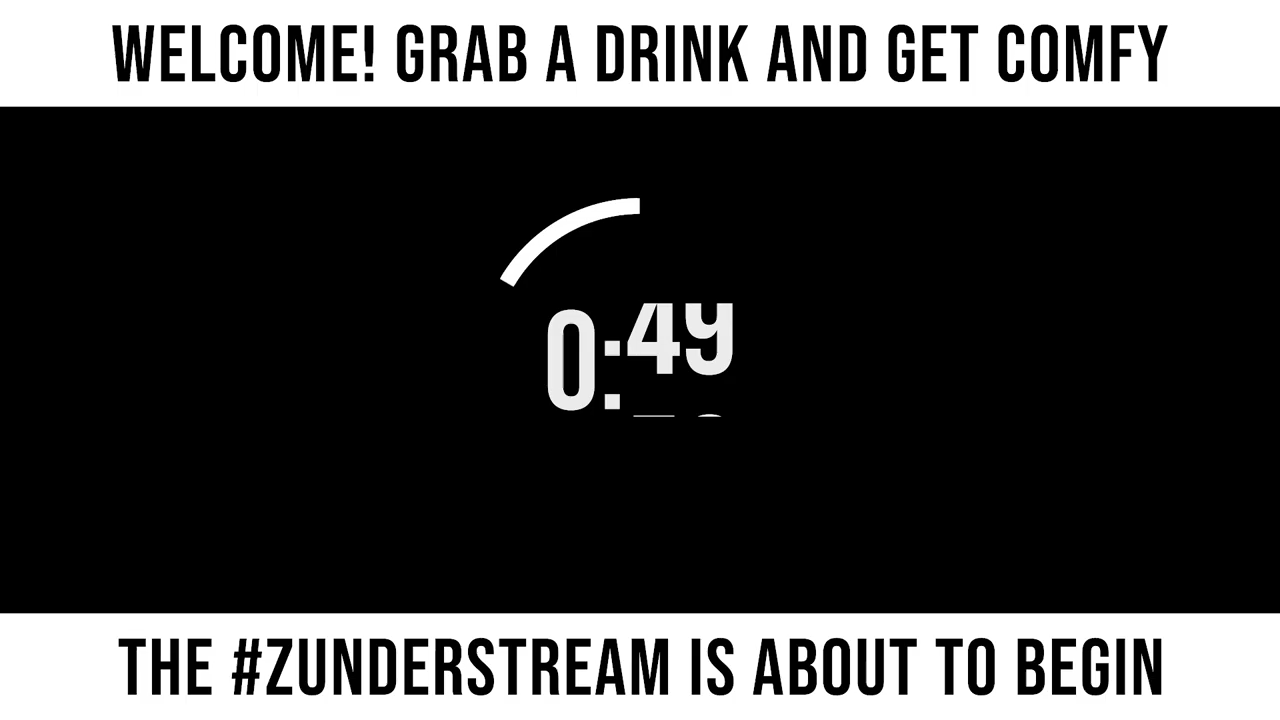 WELCOME! GRAB A DRINK AND GET COMFY
0:49
THE #ZUNDERSTREAM IS ABOUT TO BEGIN